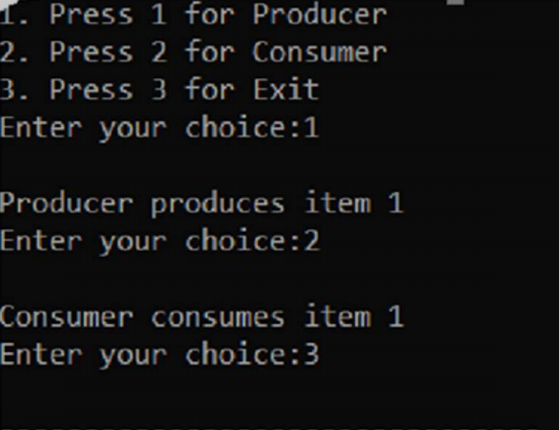 1. Press 1 for Producer
2. Press 2 for Consumer
3. Press 3 for Exit
Enter your choice:1
Producer produces item 1
Enter your choice:2
Consumer consumes item 1
Enter your choice:3